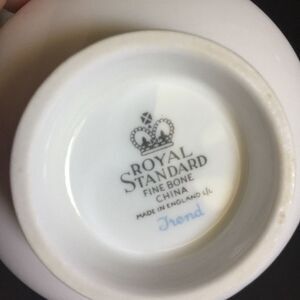 ROYAL
STANDARD
FINE BONE
CHINA
MADE IN ENGLAND
Trend